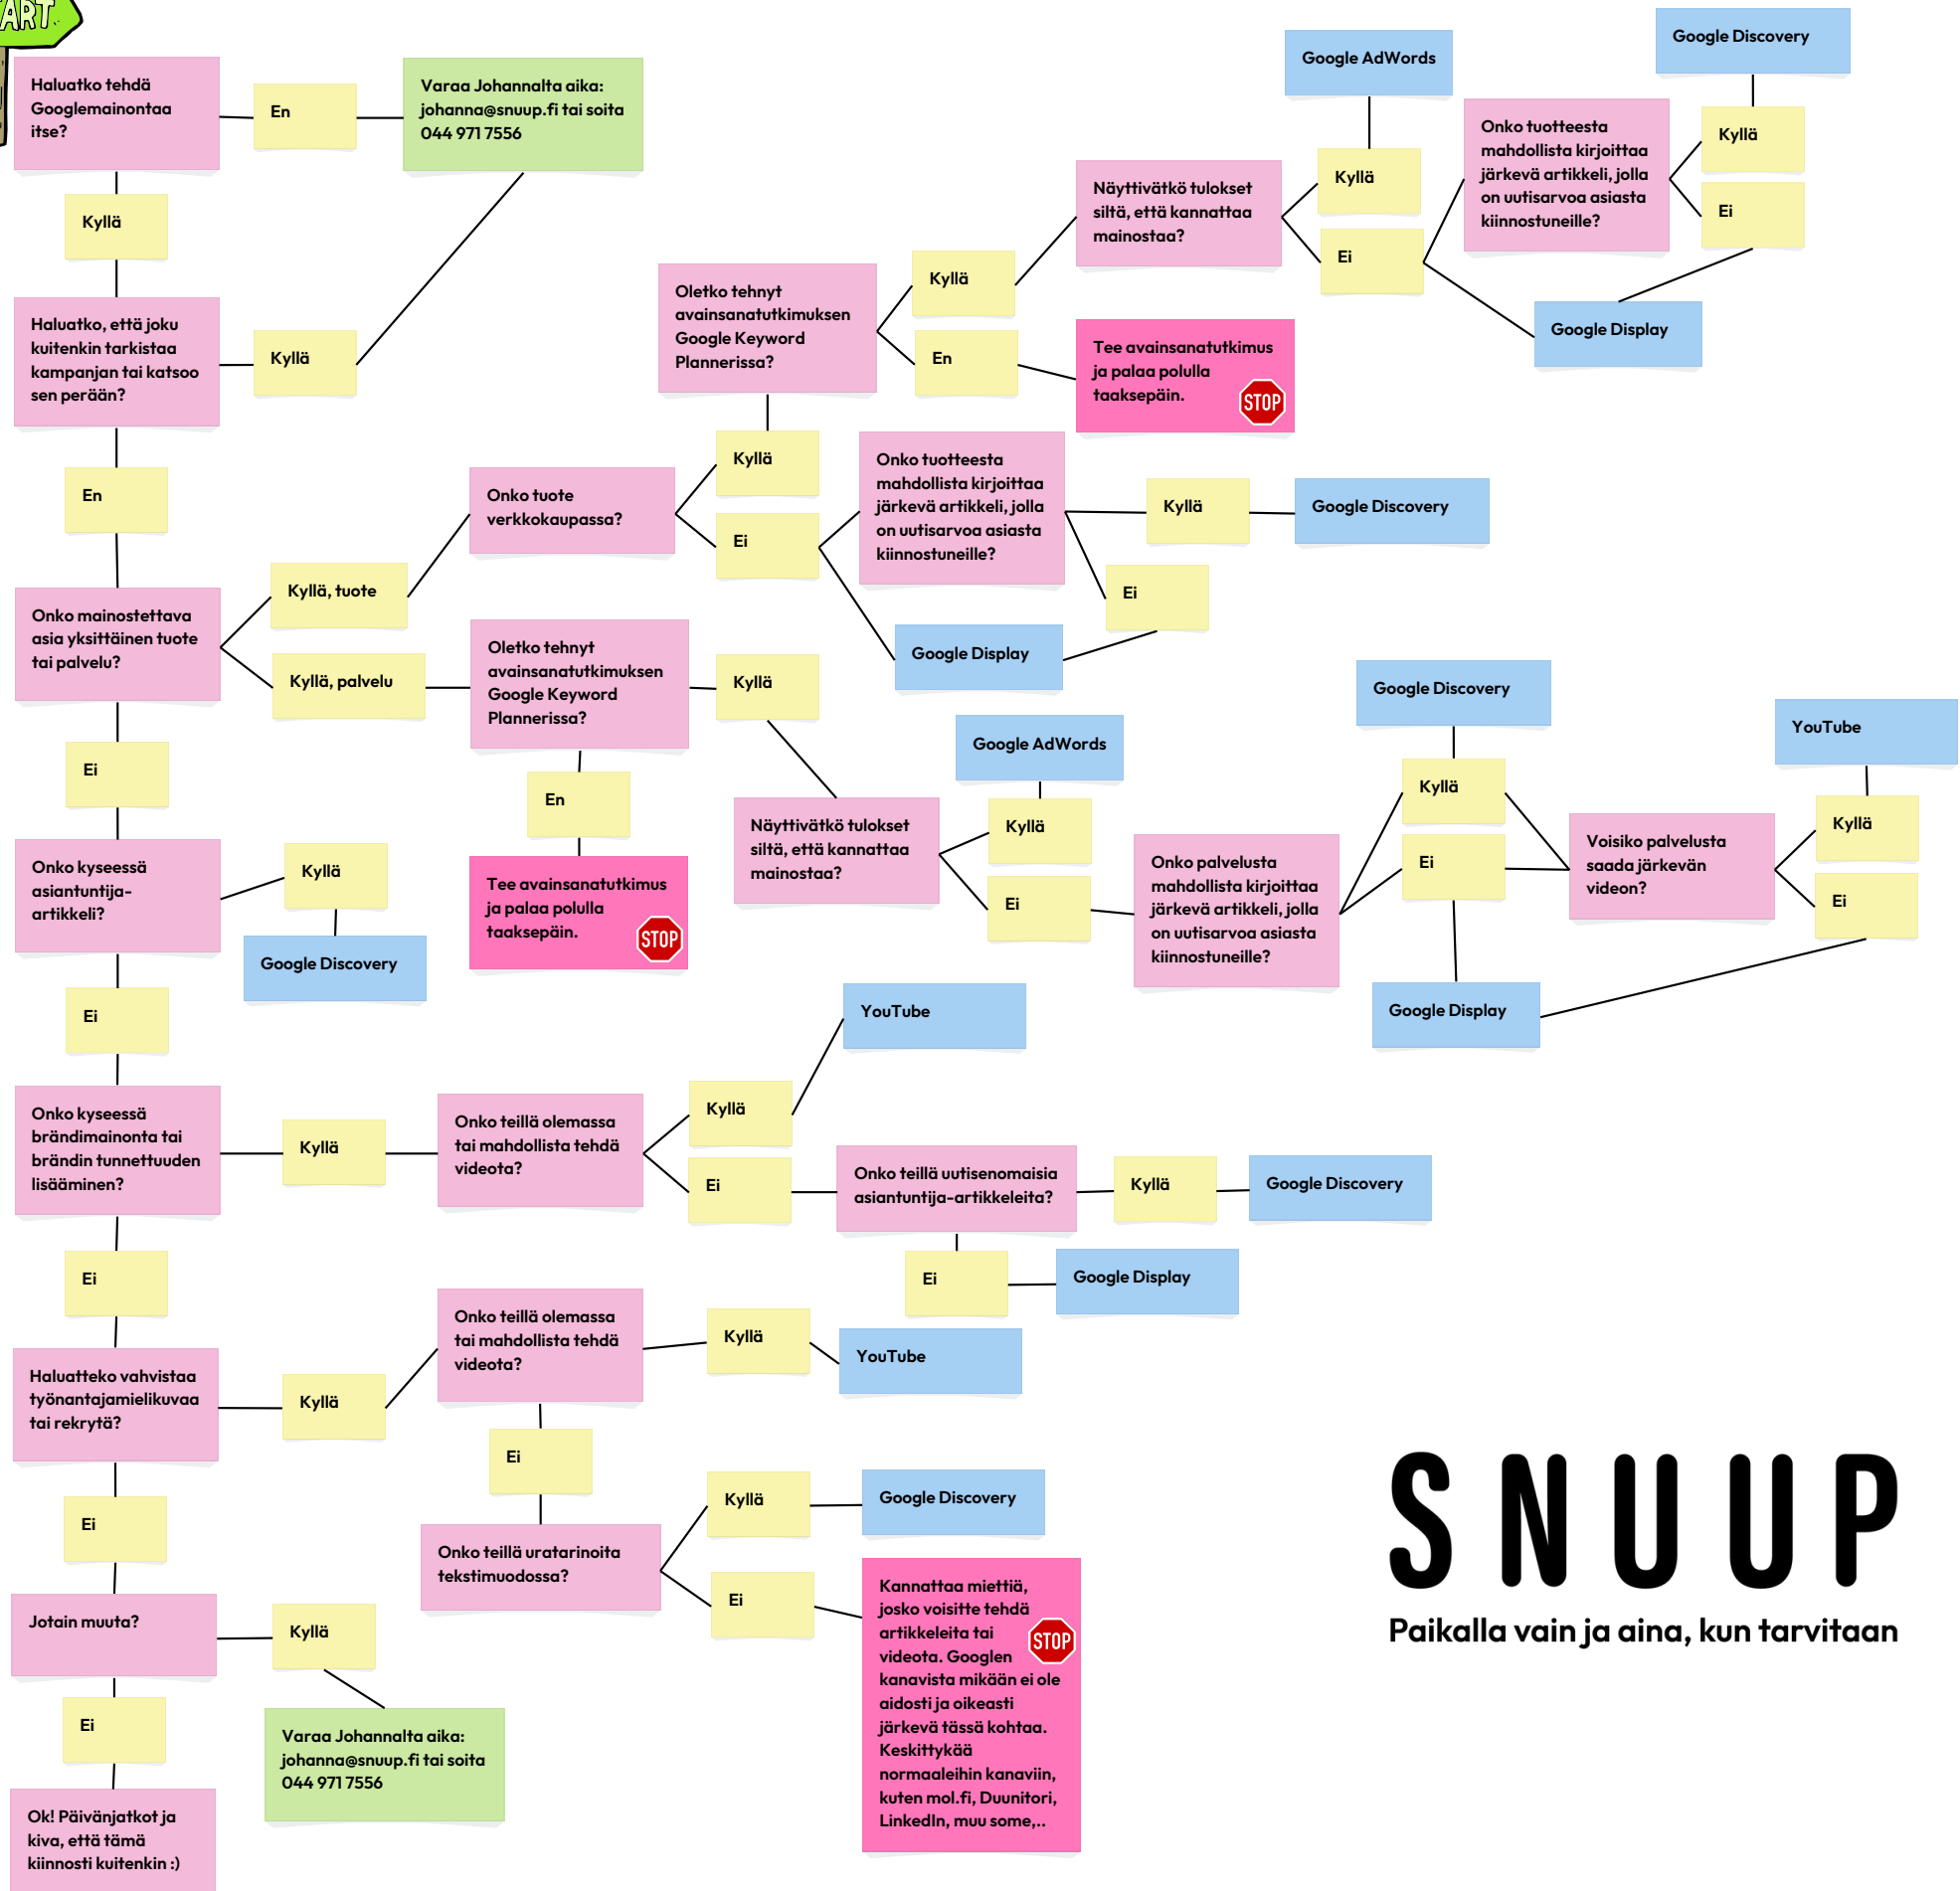 ART
Haluatko tehdä
Googlemainontaa
itse?
En
Varaa Johannalta aika:
johanna@snuup.fi tai soita
044 971 7556
Kyllä
Haluatko, että joku
kuitenkin tarkistaa
kampanjan tai katsoo
sen perään?
Kyllä
En
Onko mainostettava
asia yksittäinen tuote
tai palvelu?
Kyllä, tuote
Onko tuote
verkkokaupassa?
Kyllä
Oletko tehnyt
avainsanatutkimuksen
Google Keyword
Plannerissa?
Kyllä
Näyttivätkö tulokset
siltä, että kannattaa
mainostaa?
Kyllä
Google AdWords
Ei
Onko tuotteesta
mahdollista kirjoittaa
järkevä artikkeli, jolla
on uutisarvoa asiasta
kiinnostuneille?
Kyllä
Google Discovery
Ei
Google Display
En
Tee avainsanatutkimus
ja palaa polulla
taaksepäin.
STOP
Ei
Onko tuotteesta
mahdollista kirjoittaa
järkevä artikkeli, jolla
on uutisarvoa asiasta
kiinnostuneille?
Kyllä
Google Discovery
Ei
Google Display
Kyllä, palvelu
Oletko tehnyt
avainsanatutkimuksen
Google Keyword
Plannerissa?
Kyllä
En
Tee avainsanatutkimus
ja palaa polulla
taaksepäin.
STOP
Näyttivätkö tulokset
siltä, että kannattaa
mainostaa?
Kyllä
Google AdWords
Ei
Onko palvelusta
mahdollista kirjoittaa
järkevä artikkeli, jolla
on uutisarvoa asiasta
kiinnostuneille?
Kyllä
Google Discovery
Ei
Google Display
Voisiko palvelusta
saada järkevän
videon?
Kyllä
YouTube
Ei
Ei
Onko kyseessä
asiantuntija-
artikkeli?
Kyllä
Google Discovery
Ei
Onko kyseessä
brändimainonta tai
brändin tunnettuuden
lisääminen?
Kyllä
Onko teillä olemassa
tai mahdollista tehdä
videota?
Kyllä
YouTube
Ei
Onko teillä uutisenomaisia
asiantuntija-artikkeleita?
Kyllä
Google Discovery
Ei
Google Display
Ei
Haluatteko vahvistaa
työnantajamielikuvaa
tai rekrytä?
Kyllä
Onko teillä olemassa
tai mahdollista tehdä
videota?
Kyllä
YouTube
Ei
Onko teillä uratarinoita
tekstimuodossa?
Kyllä
Google Discovery
Ei
Kannattaa miettiä,
josko voisitte tehdä
artikkeleita tai
videota. Googlen
kanavista mikään ei ole
aidosti ja oikeasti
järkevä tässä kohtaa.
Keskittykää
normaaleihin kanaviin,
kuten mol.fi, Duunitori,
LinkedIn, muu some,..
STOP
Ei
Jotain muuta?
Kyllä
Varaa Johannalta aika:
johanna@snuup.fi tai soita
044 971 7556
Ei
Ok! Päivänjatkot ja
kiva, että tämä
kiinnosti kuitenkin :)
SNUUP
Paikalla vain ja aina, kun tarvitaan